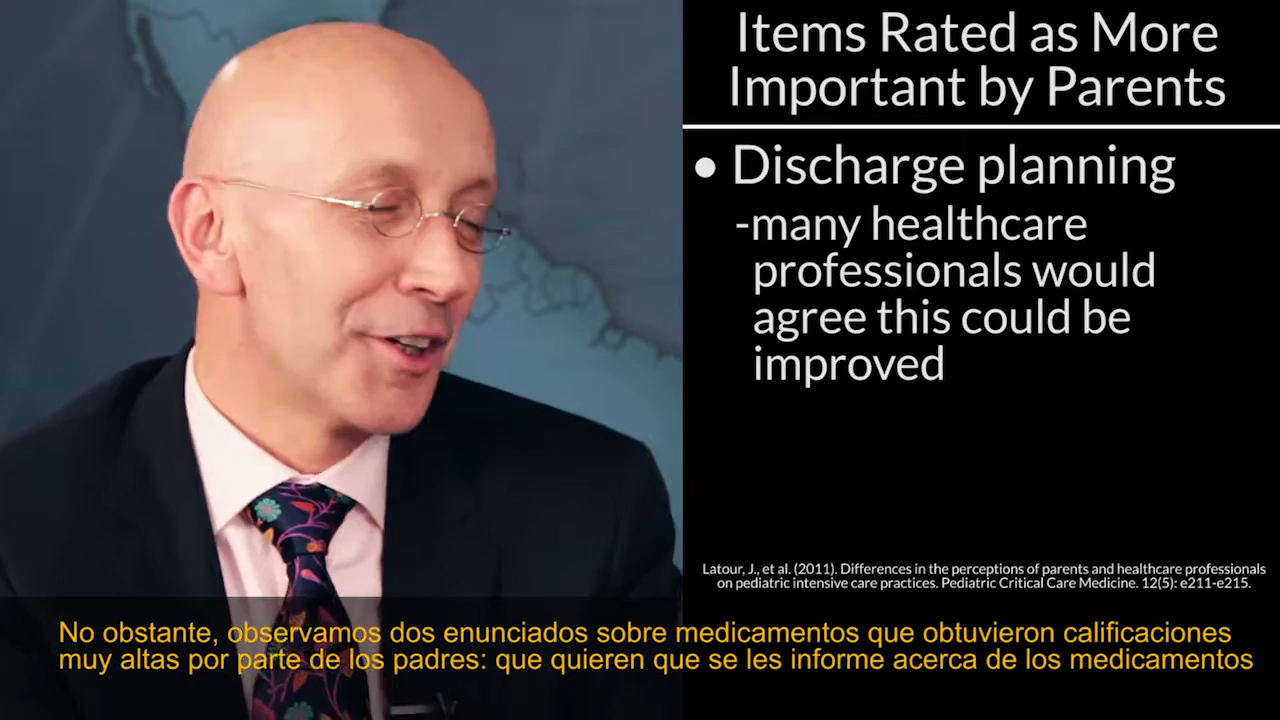 Items Rated as More
Important by Parents
• Discharge planning
-many healthcare
professionals would
agree this could be
improved
Latour, J., et al. (2011). Differences in the perceptions of parents and healthcare professionals
on pediatric intensive care practices. Pediatric Critical Care Medicine. 12(5): e211-e215.
No obstante, observamos dos enunciados sobre medicamentos que obtuvieron calificaciones
muy altas por parte de los padres: que quieren que se les informe acerca de los medicamentos